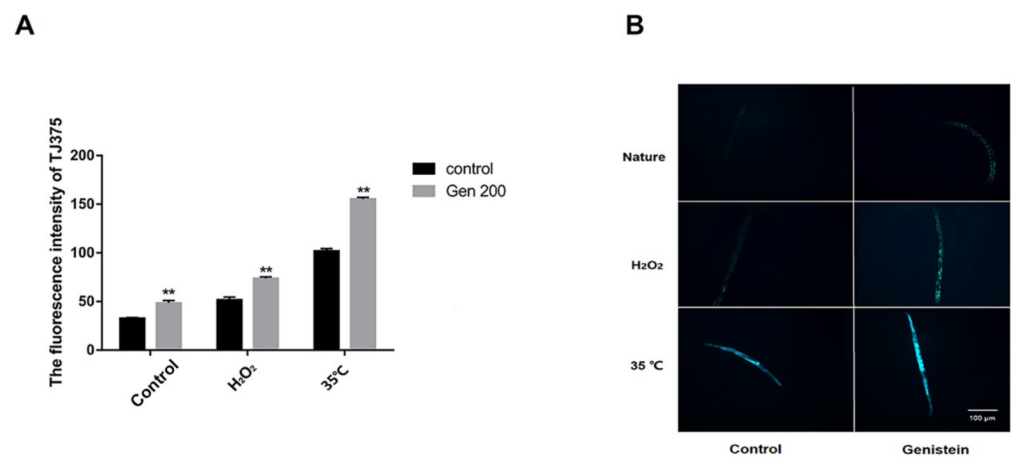 A
The fluorescence intensity of TJ375
200
150
100
50
0
**
**
**
Control
H₂O₂
35℃
control
Gen 200
B
Nature
H₂O₂
35 ℃
100 μm
Control
Genistein